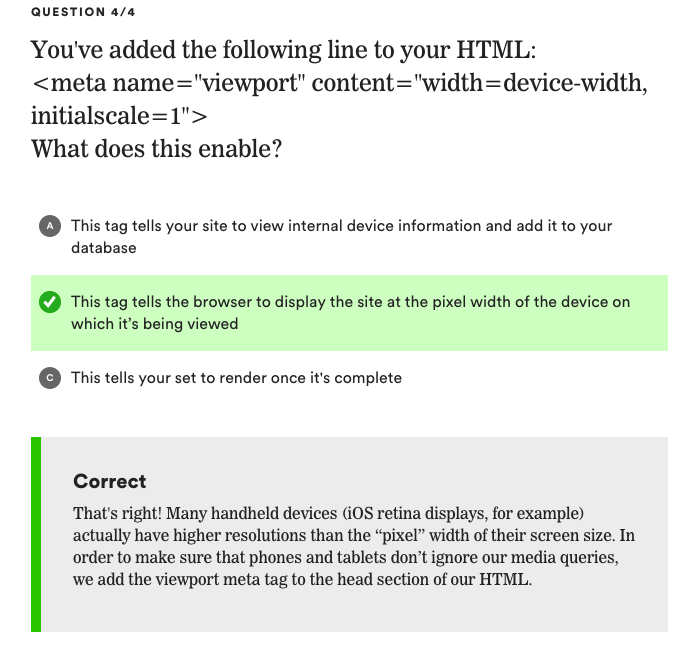 QUESTION 4/4
You've added the following line to your HTML:
<meta name="viewport" content="width=device-width,
initialscale=1">
What does this enable?
A This tag tells your site to view internal device information and add it to your
database
This tag tells the browser to display the site at the pixel width of the device on
which it’s being viewed
C This tells your set to render once it's complete
Correct
That's right! Many handheld devices (iOS retina displays, for example)
actually have higher resolutions than the “pixel” width of their screen size. In
order to make sure that phones and tablets don’t ignore our media queries,
we add the viewport meta tag to the head section of our HTML.